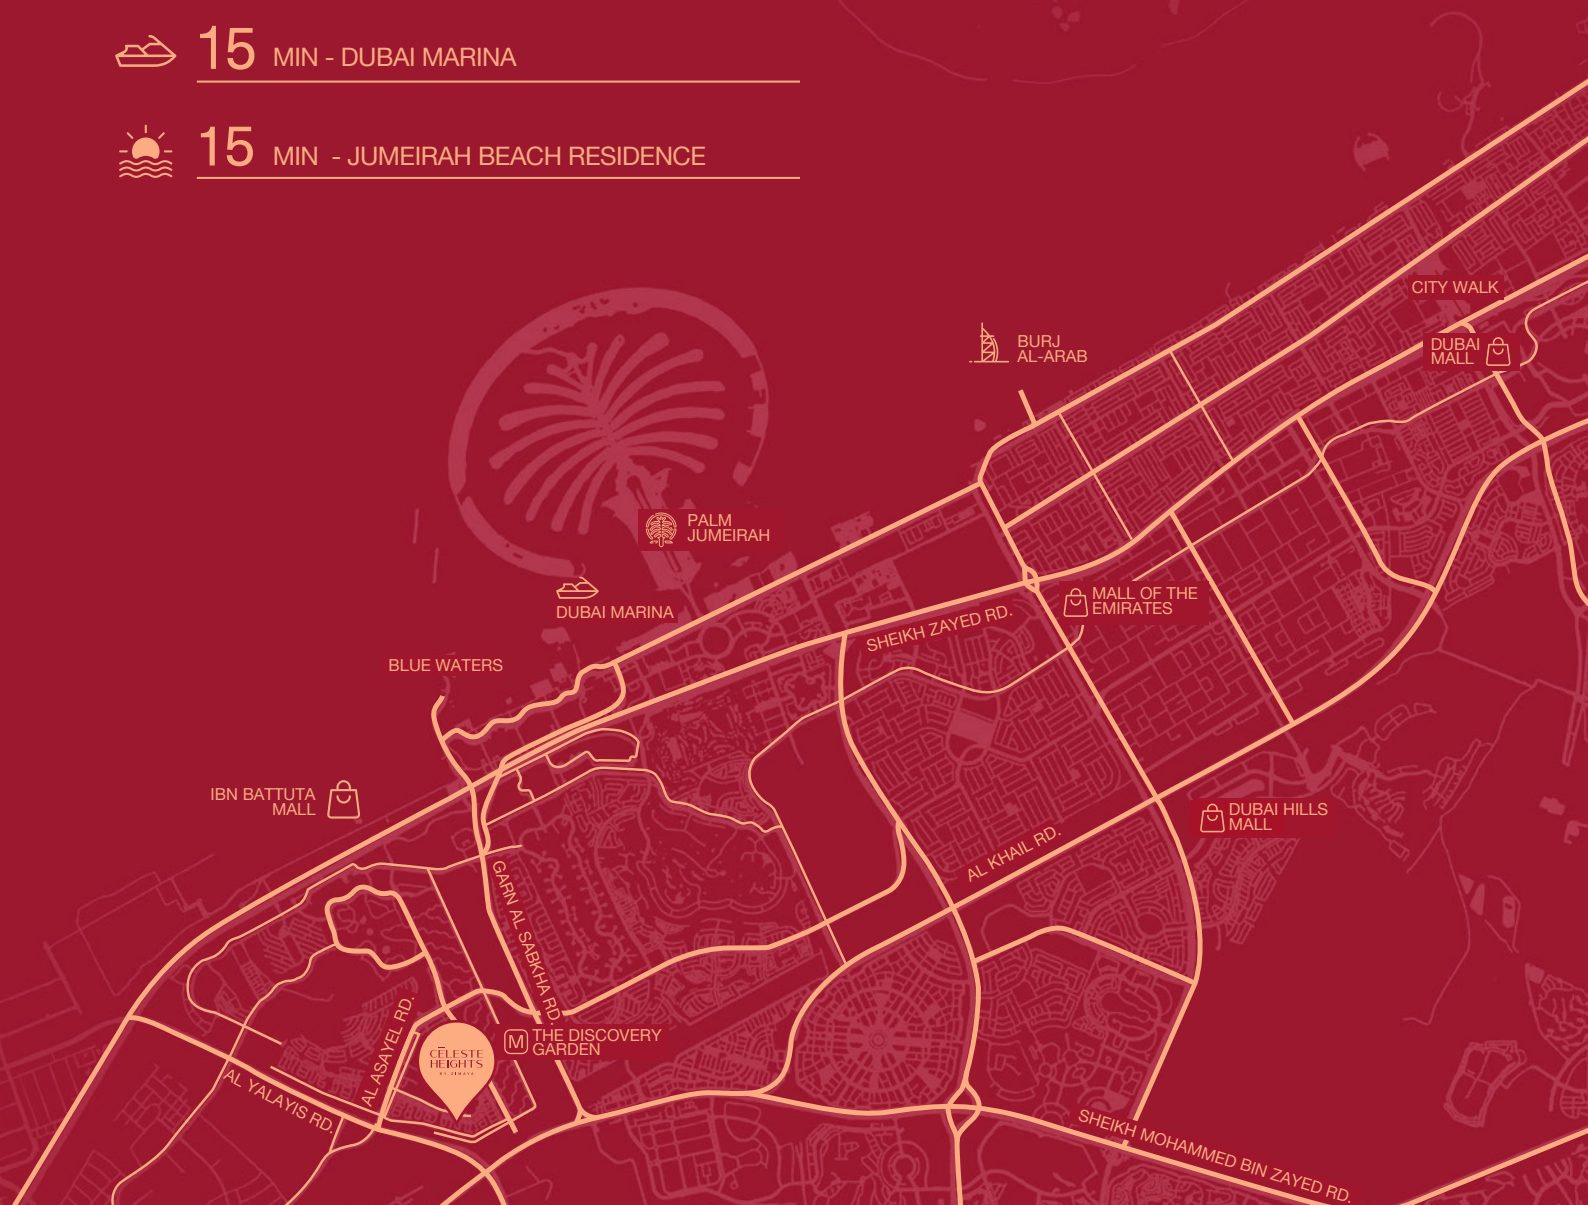 15 MIN - DUBAI MARINA
15 MIN - JUMEIRAH BEACH RESIDENCE
CITY WALK
DUBAI
MALL
BURJ
AL-ARAB
PALM
JUMEIRAH
DUBAI MARINA
MALL OF THE
EMIRATES
SHEIKH ZAYED RD.
BLUE WATERS
IBN BATTUTA
MALL
DUBAI HILLS
MALL
AL KHAIL RD.
GARN AL SABKHA RD.
AL ASAYEL RD.
M THE DISCOVERY
GARDEN
CĒLESTE
HEIGHTS
AL YALAYIS RD.
SHEIKH MOHAMMED BIN ZAYED RD.